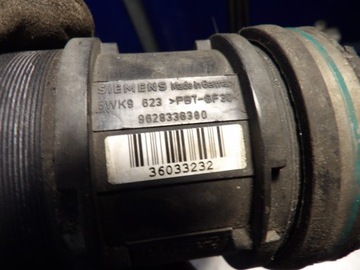 SIEMENS Made in Germany
5WK9 623 >PBT-GF30<
9628336380
36033232